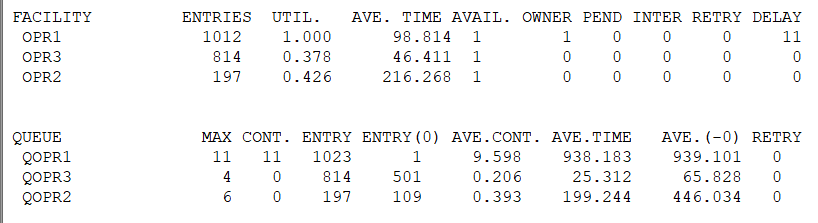 FACILITY ENTRIES UTIL. AVE. TIME AVAIL. OWNER PEND INTER RETRY DELAY
OPR1 1012 1.000 98.814 1 1 0 0 0 11
OPR3 814 0.378 46.411 1 0 0 0 0 0
OPR2 197 0.426 216.268 1 0 0 0 0 0
QUEUE MAX CONT. ENTRY ENTRY(0) AVE.CONT. AVE.TIME AVE.(-0) RETRY
QOPR1 11 11 1023 1 9.598 938.183 939.101 0
QOPR3 4 0 814 501 0.206 25.312 65.828 0
QOPR2 6 0 197 109 0.393 199.244 446.034 0